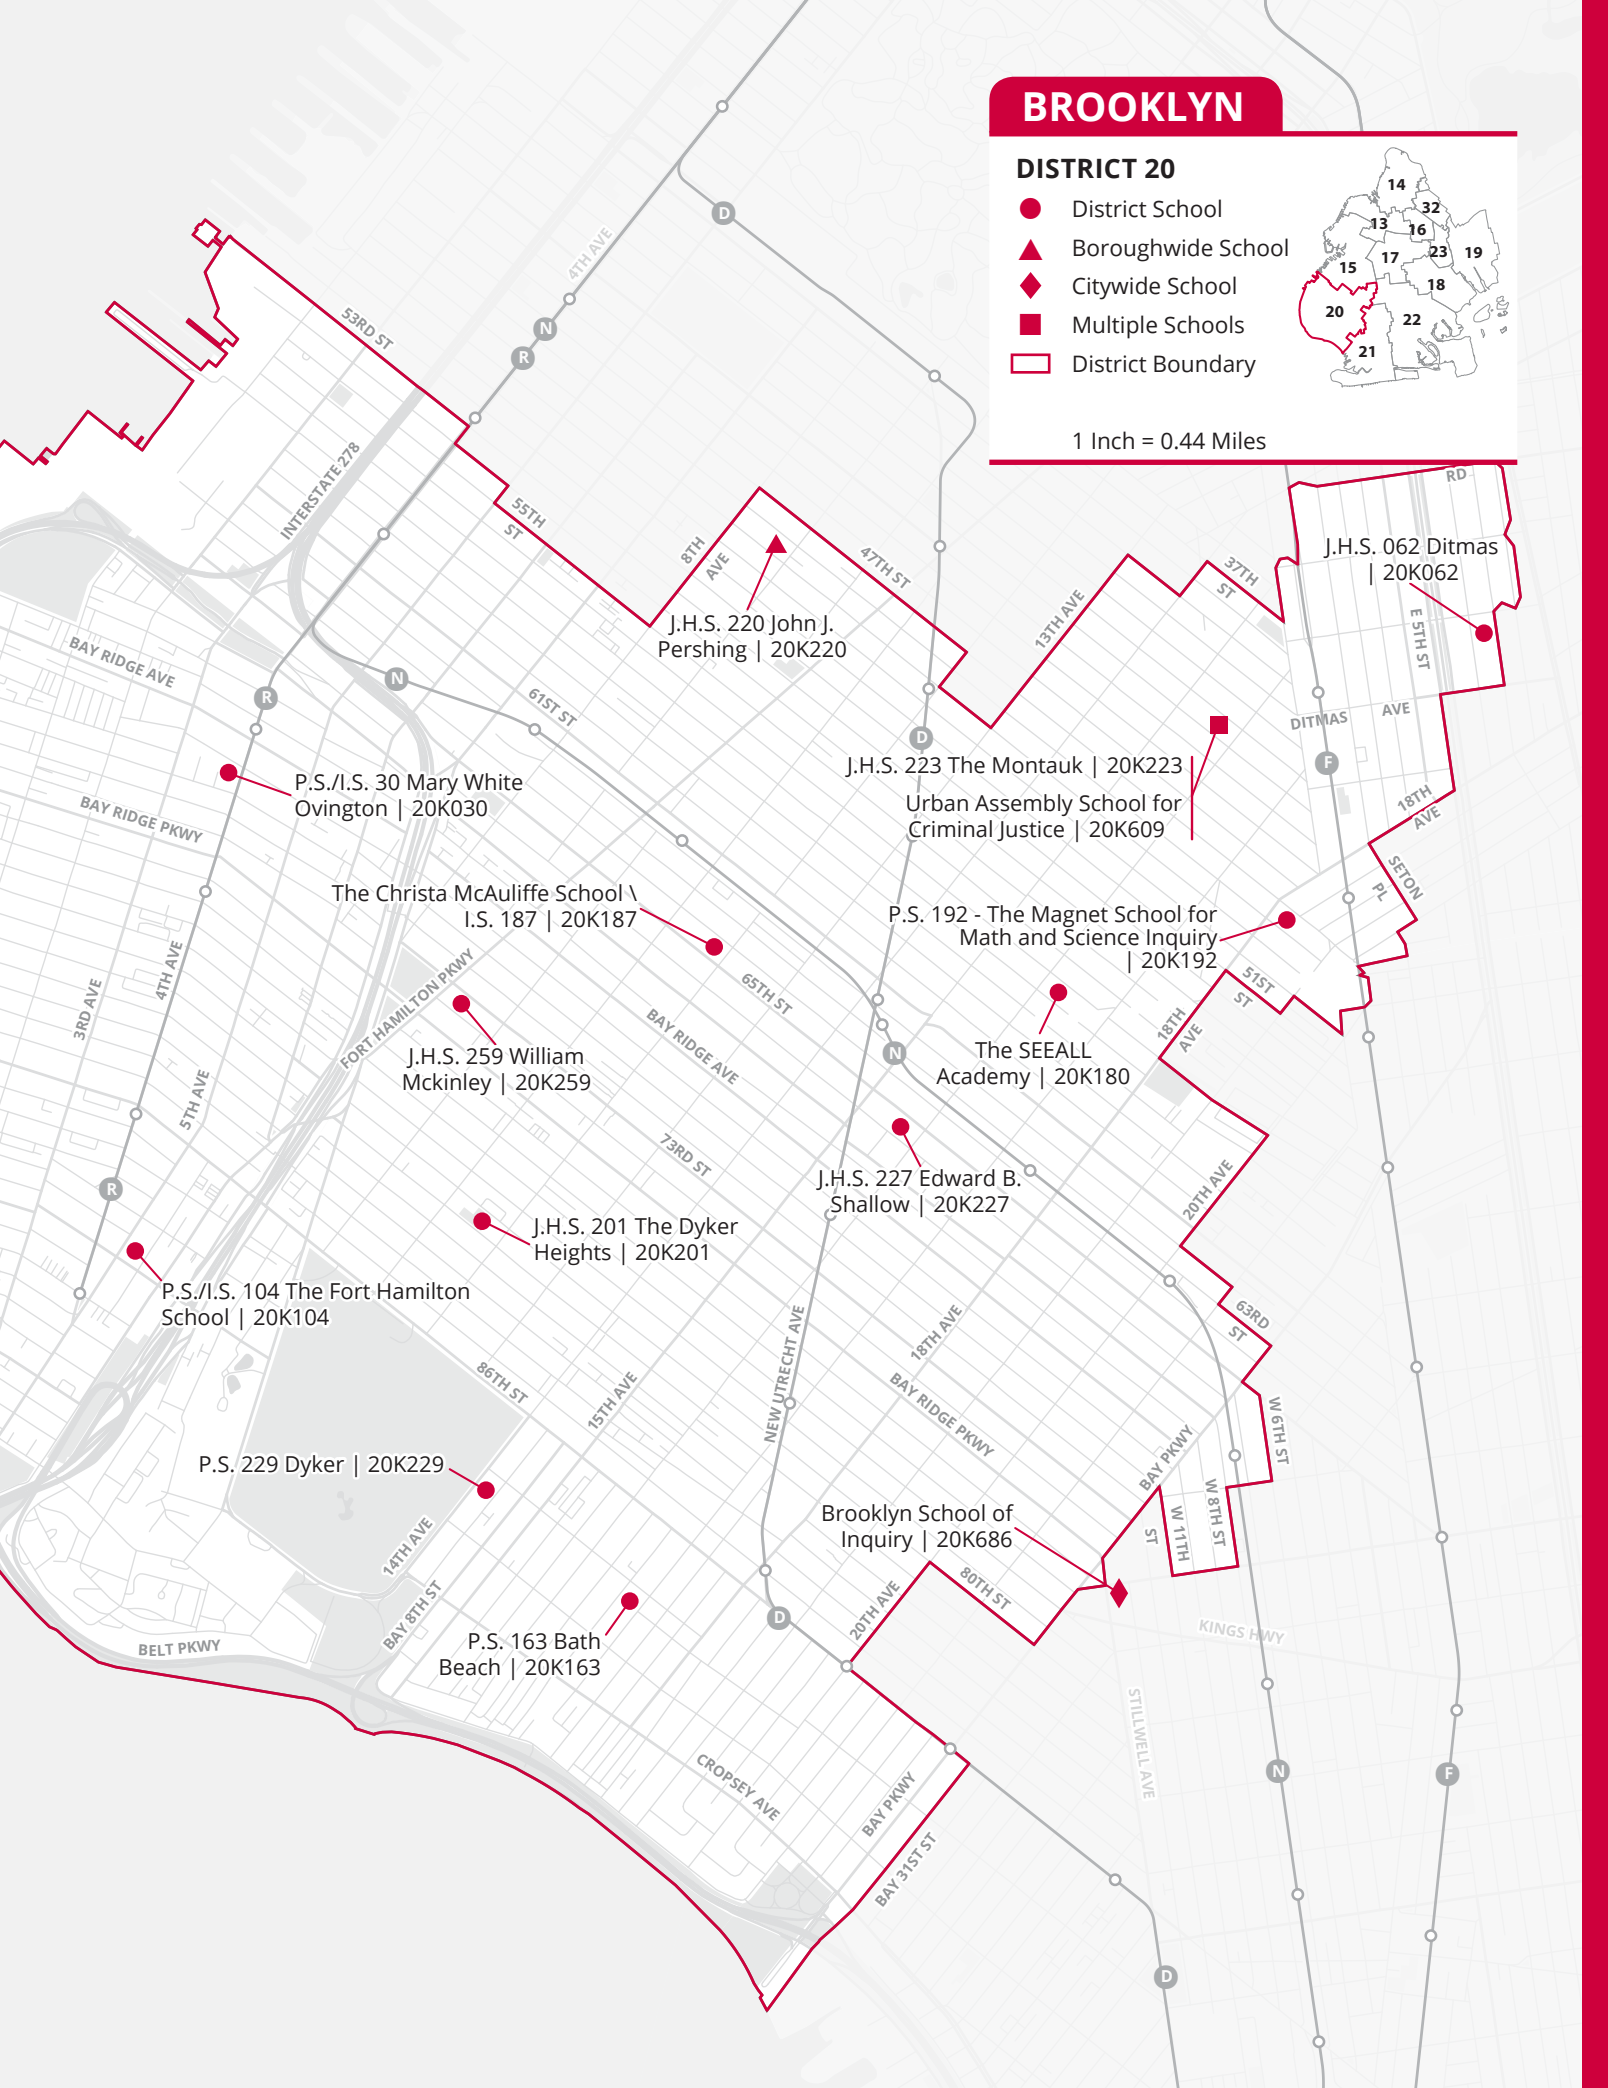 BROOKLYN
DISTRICT 20
District School
Boroughwide School
Citywide School
Multiple Schools
District Boundary
1 Inch = 0.44 Miles
14
32
13
16
23
19
17
15
18
20
22
21
D
4TH AVE
N
R
53RD ST
INTERSTATE 278
55TH
ST
8TH
AVE
47TH ST
13TH AVE
37TH
ST
RD
J.H.S. 062 Ditmas
| 20K062
E 5TH ST
J.H.S. 220 John J.
Pershing | 20K220
BAY RIDGE AVE
R
N
61ST ST
D
DITMAS
AVE
F
J.H.S. 223 The Montauk | 20K223
Urban Assembly School for
Criminal Justice | 20K609
18TH
AVE
P.S./I.S. 30 Mary White
Ovington | 20K030
BAY RIDGE PKWY
SETON
PL
The Christa McAuliffe School \
I.S. 187 | 20K187
P.S. 192 - The Magnet School for
Math and Science Inquiry
| 20K192
4TH AVE
3RD AVE
FORT HAMILTON PKWY
65TH ST
51ST
ST
18TH
AVE
J.H.S. 259 William
Mckinley | 20K259
BAY RIDGE AVE
N
The SEEALL
Academy | 20K180
5TH AVE
73RD ST
J.H.S. 227 Edward B.
Shallow | 20K227
20TH AVE
R
J.H.S. 201 The Dyker
Heights | 20K201
P.S./I.S. 104 The Fort Hamilton
School | 20K104
63RD
ST
NEW UTRECHT AVE
18TH AVE
86TH ST
15TH AVE
BAY RIDGE PKWY
W 6TH ST
BAY PKWY
P.S. 229 Dyker | 20K229
W 8TH ST
W 11TH
ST
Brooklyn School of
Inquiry | 20K686
14TH AVE
BAY 8TH ST
80TH ST
20TH AVE
D
KINGS HWY
BELT PKWY
P.S. 163 Bath
Beach | 20K163
STILLWELL AVE
CROPSEY AVE
BAY PKWY
N
F
BAY 31ST ST
D